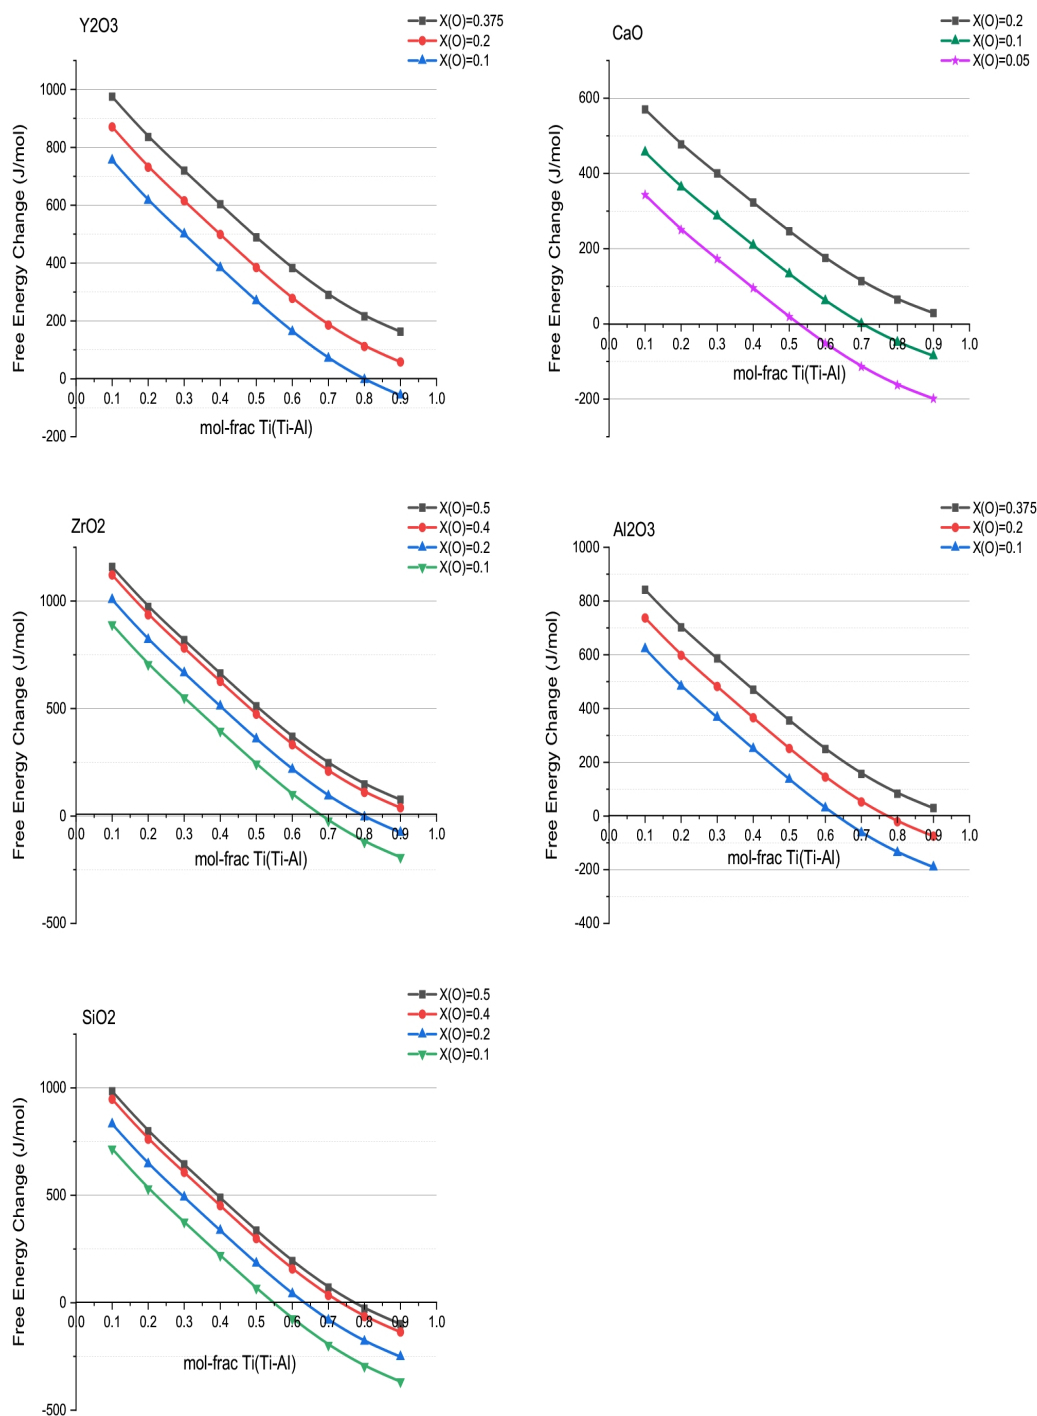 Y2O3
X(O)=0.375
X(O)=0.2
X(O)=0.1
Free Energy Change (J/mol)
1000
800
600
400
200
0
-200
0.0 0.1 0.2 0.3 0.4 0.5 0.6 0.7 0.8 0.9 1.0
mol-frac Ti(Ti-Al)
CaO
X(O)=0.2
X(O)=0.1
X(O)=0.05
Free Energy Change (J/mol)
600
400
200
0
-200
0.0 0.1 0.2 0.3 0.4 0.5 0.6 0.7 0.8 0.9 1.0
mol-frac Ti(Ti-Al)
ZrO2
X(O)=0.5
X(O)=0.4
X(O)=0.2
X(O)=0.1
Free Energy Change (J/mol)
1000
500
0
-500
0.0 0.1 0.2 0.3 0.4 0.5 0.6 0.7 0.8 0.9 1.0
mol-frac Ti(Ti-Al)
Al2O3
X(O)=0.375
X(O)=0.2
X(O)=0.1
Free Energy Change (J/mol)
1000
800
600
400
200
0
-200
-400
0.0 0.1 0.2 0.3 0.4 0.5 0.6 0.7 0.8 0.9 1.0
mol-frac Ti(Ti-Al)
SiO2
X(O)=0.5
X(O)=0.4
X(O)=0.2
X(O)=0.1
Free Energy Change (J/mol)
1000
500
0
-500
0.0 0.1 0.2 0.3 0.4 0.5 0.6 0.7 0.8 0.9 1.0
mol-frac Ti(Ti-Al)